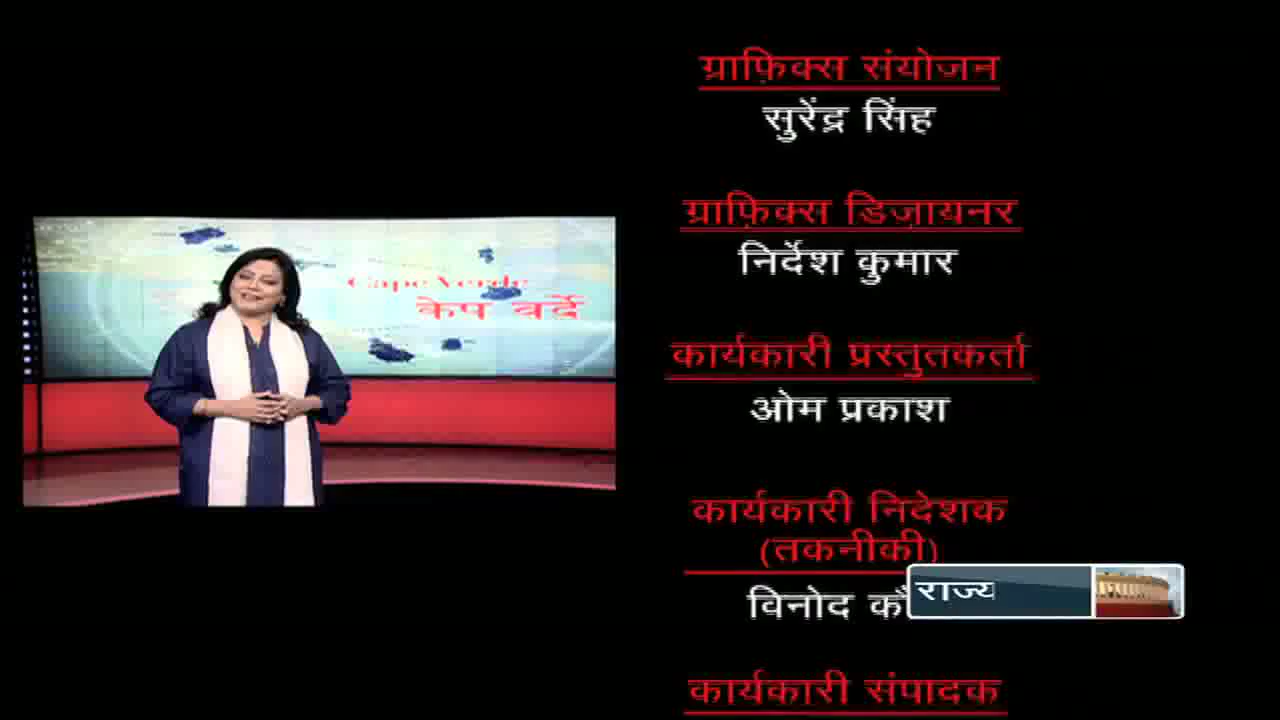 ग्राफ़िक्स संयोजन
सुरेंद्र सिंह
ग्राफ़िक्स डिज़ायनर
निर्देश कुमार
Cape Verde
केप वर्दे
कार्यकारी प्रस्तुतकर्ता
ओम प्रकाश
कार्यकारी निदेशक
(तकनीकी)
विनोद
राज्य
कार्यकारी संपादक